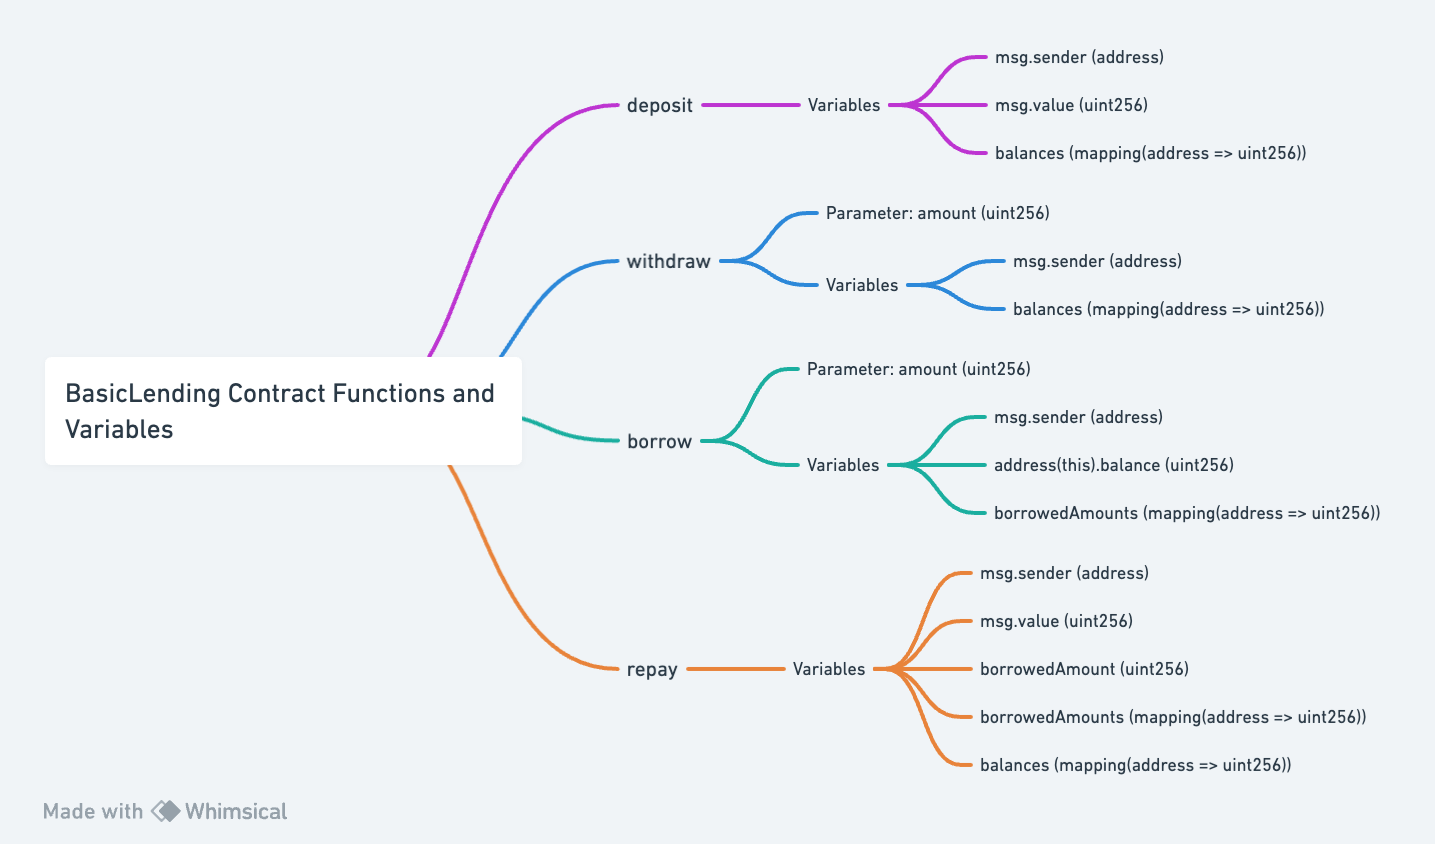 BasicLending Contract Functions and
Variables
deposit
Variables
msg.sender (address)
msg.value (uint256)
balances (mapping(address => uint256))
withdraw
Parameter: amount (uint256)
Variables
msg.sender (address)
balances (mapping(address => uint256))
borrow
Parameter: amount (uint256)
Variables
msg.sender (address)
address(this).balance (uint256)
borrowedAmounts (mapping(address => uint256))
repay
Variables
msg.sender (address)
msg.value (uint256)
borrowedAmount (uint256)
borrowedAmounts (mapping(address => uint256))
balances (mapping(address => uint256))
Made with Whimsical